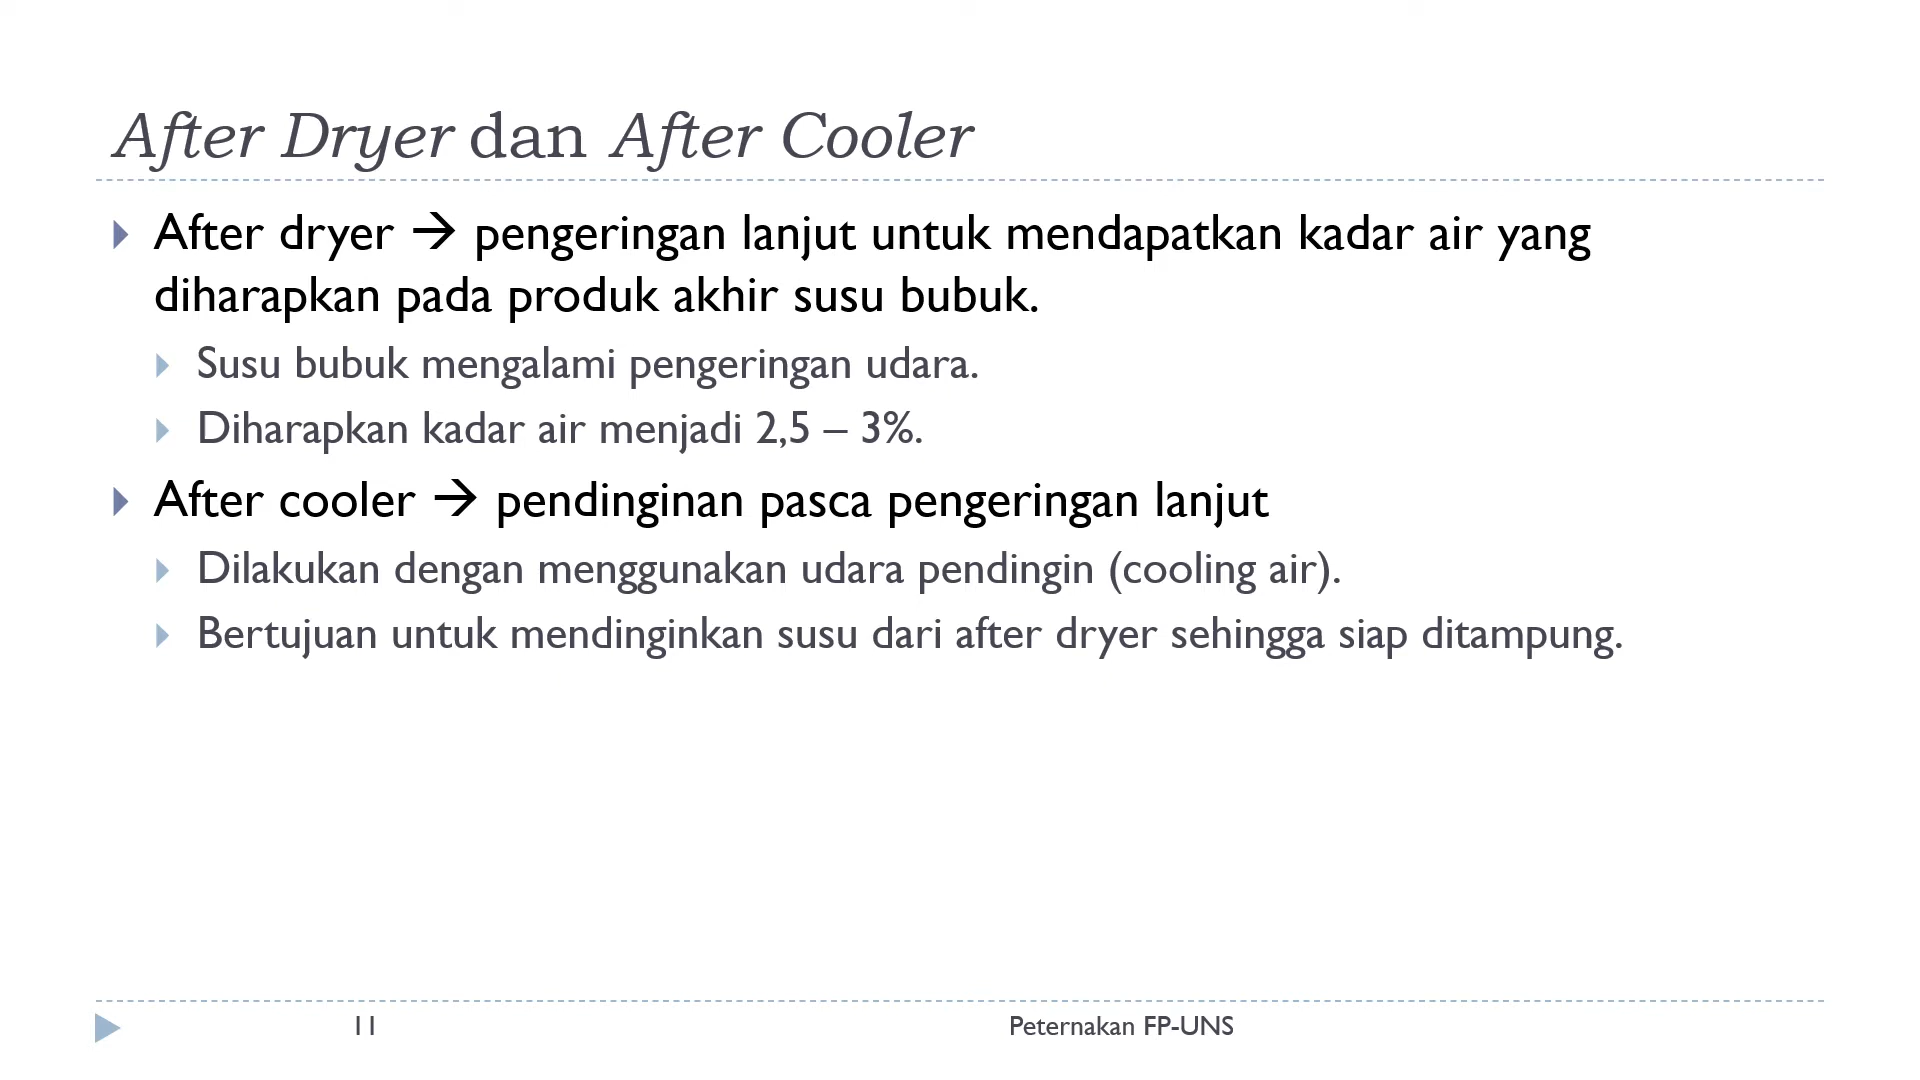 After Dryer dan After Cooler
After dryer → pengeringan lanjut untuk mendapatkan kadar air yang
diharapkan pada produk akhir susu bubuk.
Susu bubuk mengalami pengeringan udara.
Diharapkan kadar air menjadi 2,5 – 3%.
After cooler → pendinginan pasca pengeringan lanjut
Dilakukan dengan menggunakan udara pendingin (cooling air).
Bertujuan untuk mendinginkan susu dari after dryer sehingga siap ditampung.
11
Peternakan FP-UNS